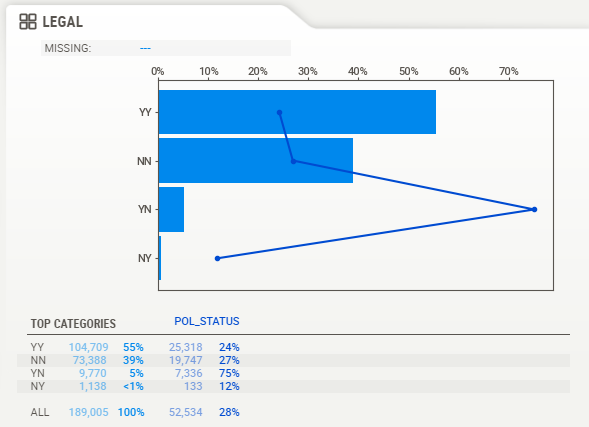 LEGAL
MISSING: ---
0% 10% 20% 30% 40% 50% 60% 70%
YY
NN
YN
NY
TOP CATEGORIES POL_STATUS
YY 104,709 55% 25,318 24%
NN 73,388 39% 19,747 27%
YN 9,770 5% 7,336 75%
NY 1,138 <1% 133 12%
ALL 189,005 100% 52,534 28%